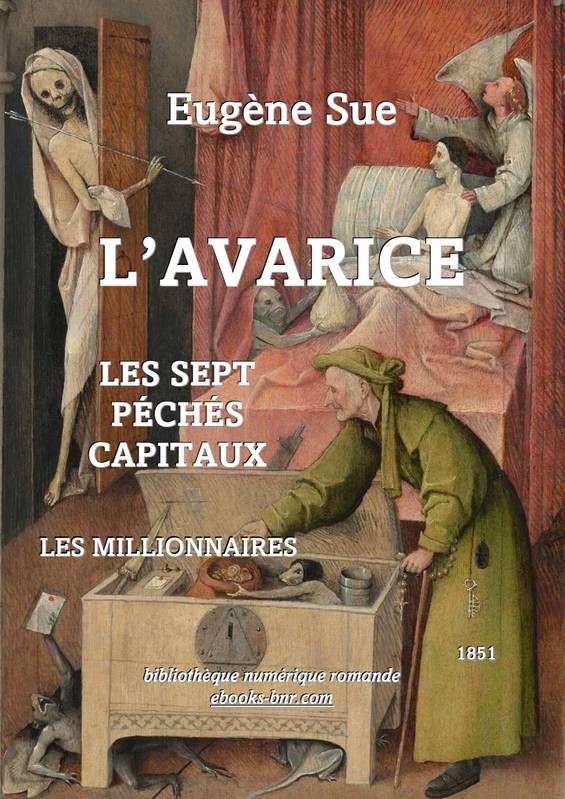 Eugène Sue
L’AVARICE
LES SEPT
PÉCHÉS
CAPITAUX
LES MILLIONNAIRES
1851
bibliothèque numérique romande
ebooks-bnr.com